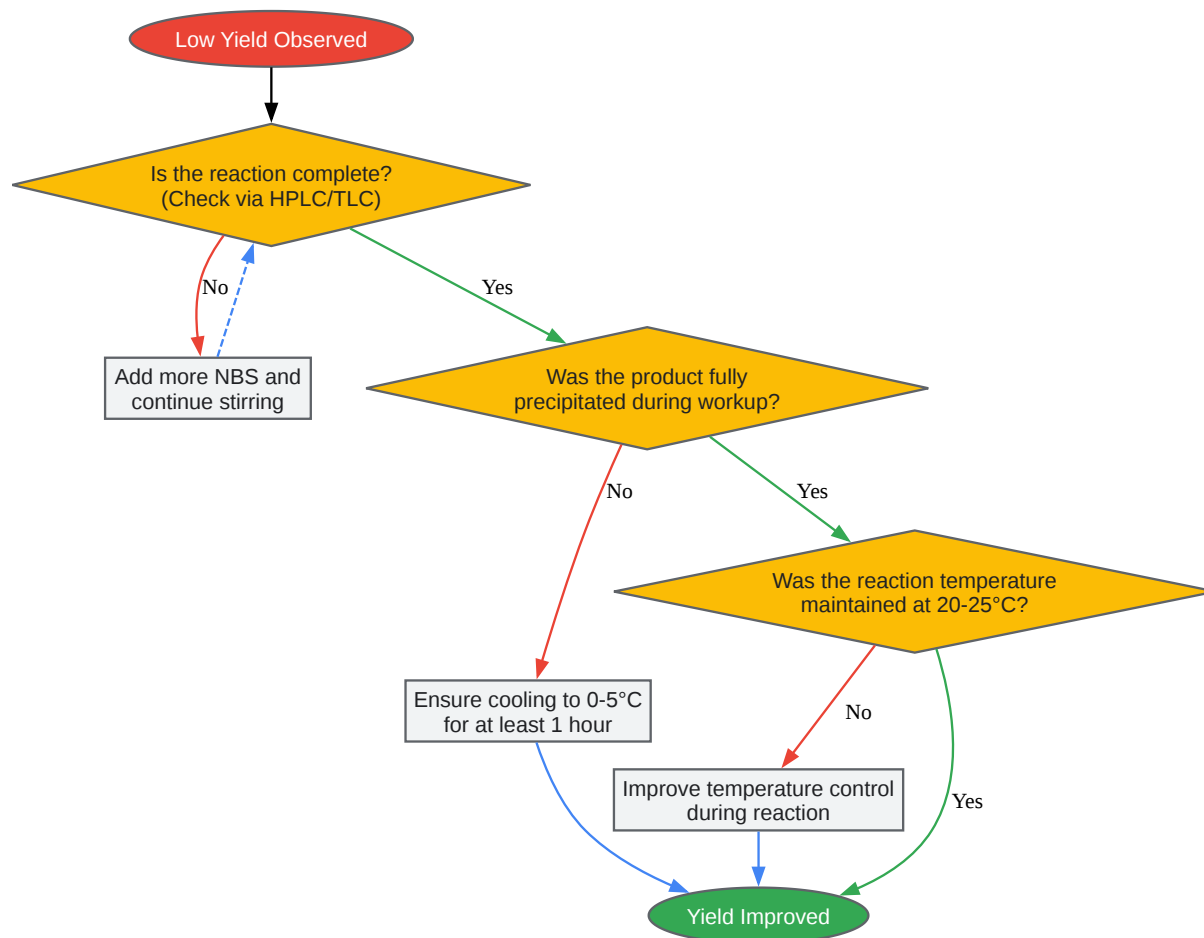 Low Yield Observed
Is the reaction complete?
(Check via HPLC/TLC)
No
Yes
Add more NBS and
continue stirring
Was the product fully
precipitated during workup?
No
Yes
Was the reaction temperature
maintained at 20-25°C?
Ensure cooling to 0-5°C
for at least 1 hour
No
Improve temperature control
during reaction
Yes
Yield Improved